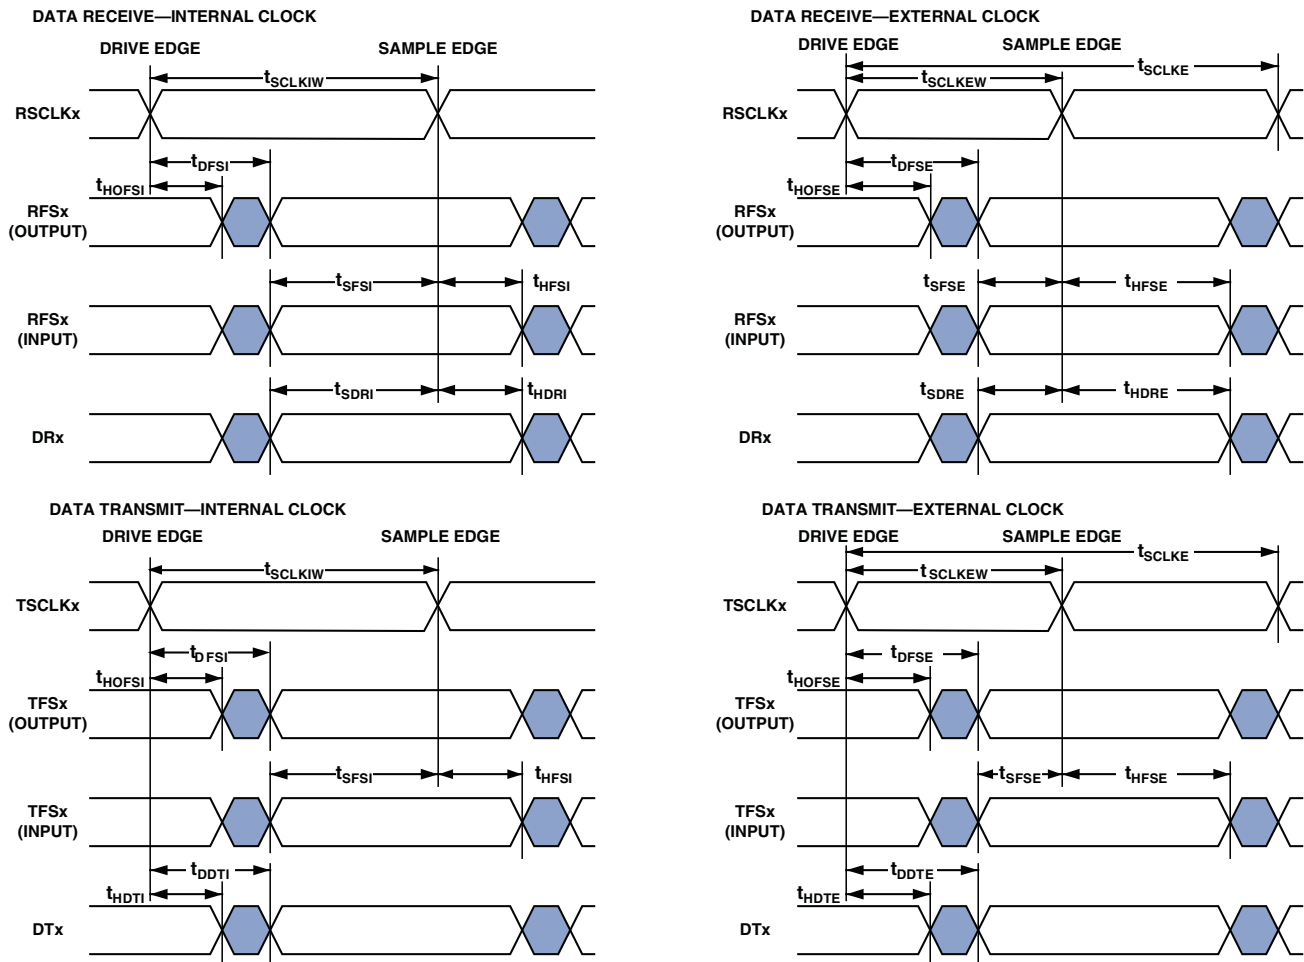 DATA RECEIVE—INTERNAL CLOCK
DRIVE EDGE
SAMPLE EDGE
tSCLKIW
RSCLKx
tDFSI
tHOFSI
RFSx
(OUTPUT)
tSFSI
tHFSI
RFSx
(INPUT)
tSDRI
tHDRI
DRx
DATA RECEIVE—EXTERNAL CLOCK
DRIVE EDGE
SAMPLE EDGE
tSCLKE
tSCLKEW
RSCLKx
tDFSE
tHOFSE
RFSx
(OUTPUT)
tSFSE
tHFSE
RFSx
(INPUT)
tSDRE
tHDRE
DRx
DATA TRANSMIT—INTERNAL CLOCK
DRIVE EDGE
SAMPLE EDGE
tSCLKIW
TSCLKx
tDFSI
tHOFSI
TFSx
(OUTPUT)
tSFSI
tHFSI
TFSx
(INPUT)
tDDTI
tHDTI
DTx
DATA TRANSMIT—EXTERNAL CLOCK
DRIVE EDGE
SAMPLE EDGE
tSCLKE
tSCLKEW
TSCLKx
tDFSE
tHOFSE
TFSx
(OUTPUT)
tSFSE
tHFSE
TFSx
(INPUT)
tDDTE
tHDTE
DTx